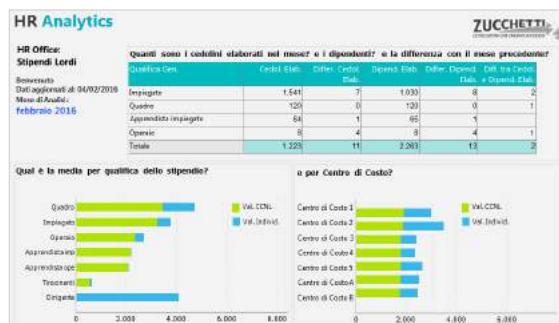 HR Analytics
ZUCCHETTI
HR Office:
Stipendi Lordi
Quanti sono i cedolini elaborati nel mese? e i dipendenti? e la differenza con il mese precedente?
Benvenuto
Dati aggiornati al: 04/02/2016
Mese di Analisi:
febbraio 2016
Qualifica Gen. Cedol. Elab. Differ. Cedol. Elab. Dipend. Elab. Differ. Dipend. Elab. Diff. tra Cedol. e Dipend. Elab.
Impiegato 1.541 7 1.030 8 2
Quadro 120 0 120 0 1
Apprendista impiegato 64 1 65 1
Operaio 8 4 8 4 1
Totale 1.223 11 2.263 13 2
Qual è la media per qualifica dello stipendio?
e per Centro di Costo?
Quadro
Impiegato
Operaio
Apprendista imp
Apprendista ope
Tirocinanti
Dirigente
Val. CCNL
Val. Individ.
0 2.000 4.000 6.000 8.000
Centro di Costo 1
Centro di Costo 2
Centro di Costo 3
Centro di Costo 4
Centro di Costo 5
Centro di Costo A
Centro di Costo B
Val. CCNL
Val. Individ.
0 2.000 4.000 6.000